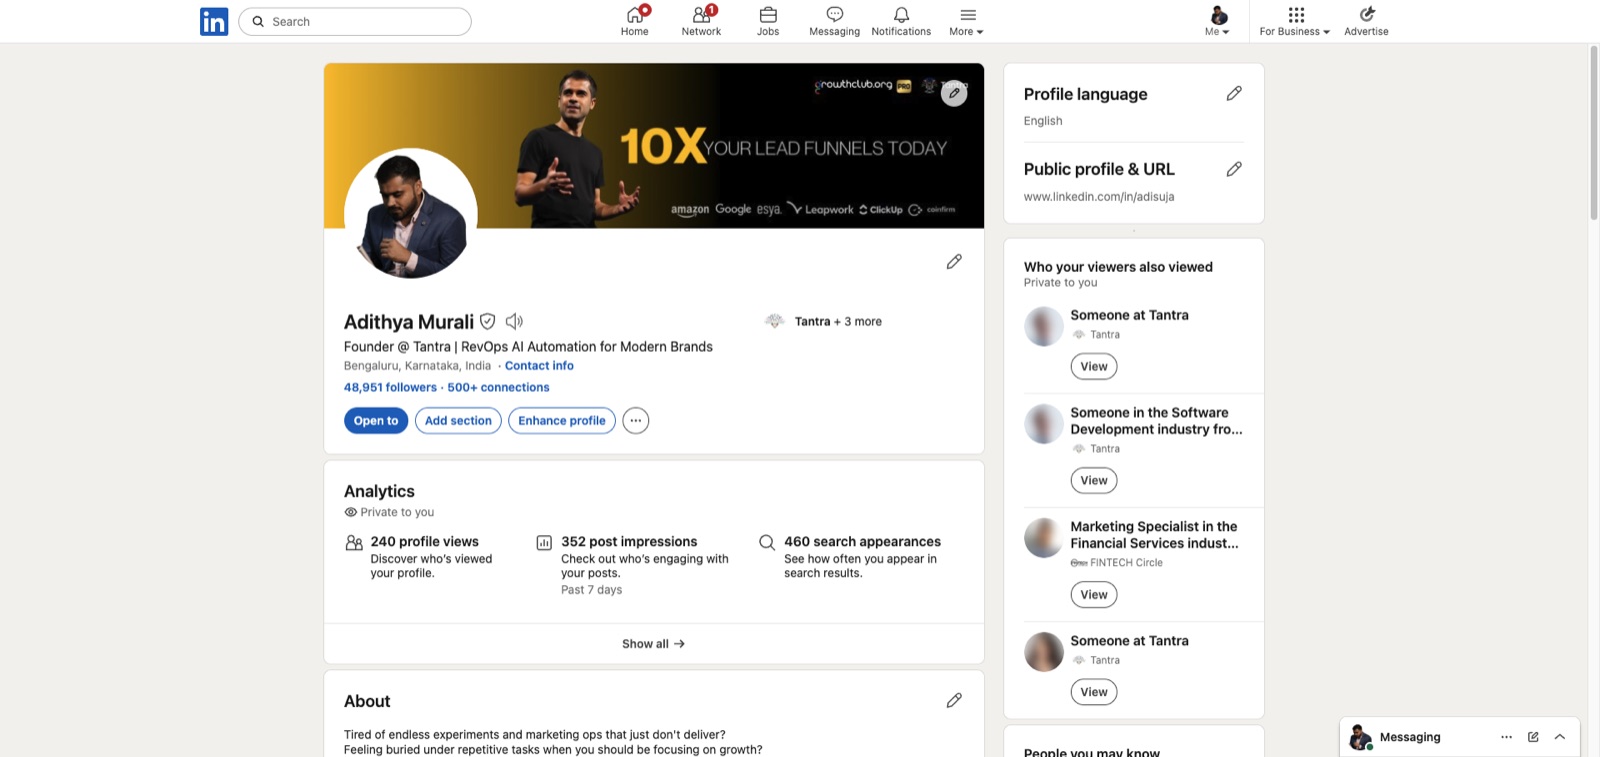 in
Search
Home
1
Network
Jobs
Messaging
Notifications
More
Me
For Business
Advertise
growthclub.org PRO
10X YOUR LEAD FUNNELS TODAY
amazon Google esya. Leapwork ClickUp coinfirm
Adithya Murali
Tantra + 3 more
Founder @ Tantra | RevOps AI Automation for Modern Brands
Bengaluru, Karnataka, India · Contact info
48,951 followers · 500+ connections
Open to
Add section
Enhance profile
Analytics
Private to you
240 profile views
Discover who's viewed
your profile.
352 post impressions
Check out who's engaging with
your posts.
Past 7 days
460 search appearances
See how often you appear in
search results.
Show all →
About
Tired of endless experiments and marketing ops that just don't deliver?
Feeling buried under repetitive tasks when you should be focusing on growth?
Profile language
English
Public profile & URL
www.linkedin.com/in/adisuja
Who your viewers also viewed
Private to you
Someone at Tantra
Tantra
View
Someone in the Software
Development industry fro...
Tantra
View
Marketing Specialist in the
Financial Services indust...
FINTECH Circle
View
Someone at Tantra
Tantra
View
People you may know
Messaging